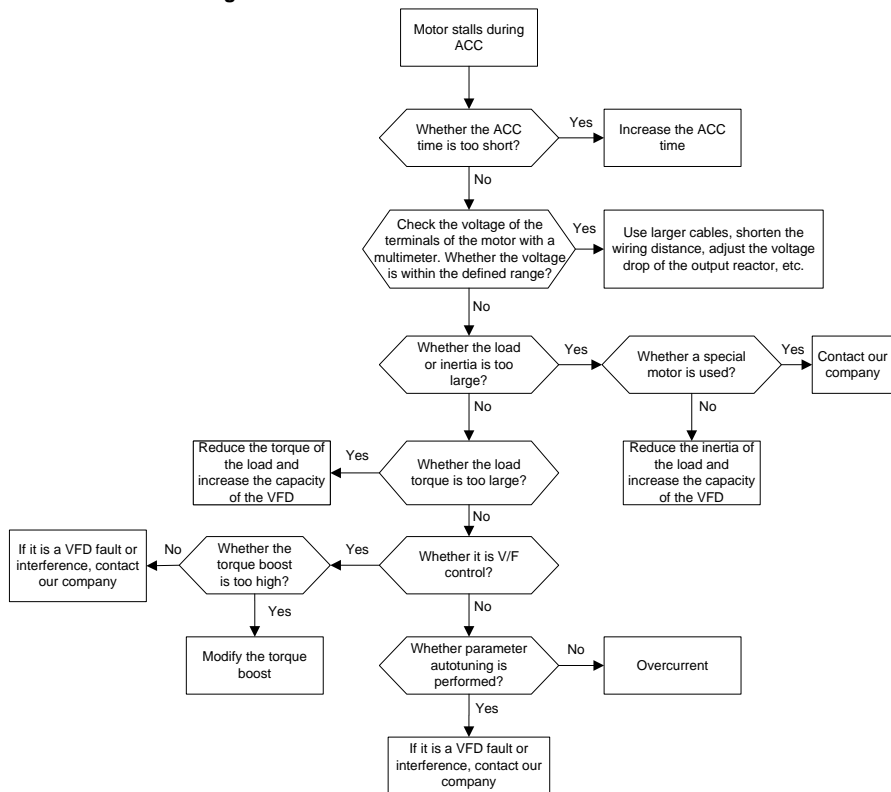 Motor stalls during
ACC
Whether the ACC
time is too short?
Yes
Increase the ACC
time
No
Check the voltage of the
terminals of the motor with a
multimeter. Whether the voltage
is within the defined range?
Yes
Use larger cables, shorten the
wiring distance, adjust the voltage
drop of the output reactor, etc.
No
Whether the load
or inertia is too
large?
Yes
Whether a special
motor is used?
Yes
Contact our
company
No
No
Reduce the inertia of
the load and
increase the capacity
of the VFD
Reduce the torque of
the load and
increase the capacity
of the VFD
Yes
Whether the load
torque is too large?
No
If it is a VFD fault or
interference, contact
our company
No
Whether the
torque boost
is too high?
Yes
Whether it is V/F
control?
Yes
No
Modify the torque
boost
Whether parameter
autotuning is
performed?
No
Overcurrent
Yes
If it is a VFD fault or
interference, contact our
company